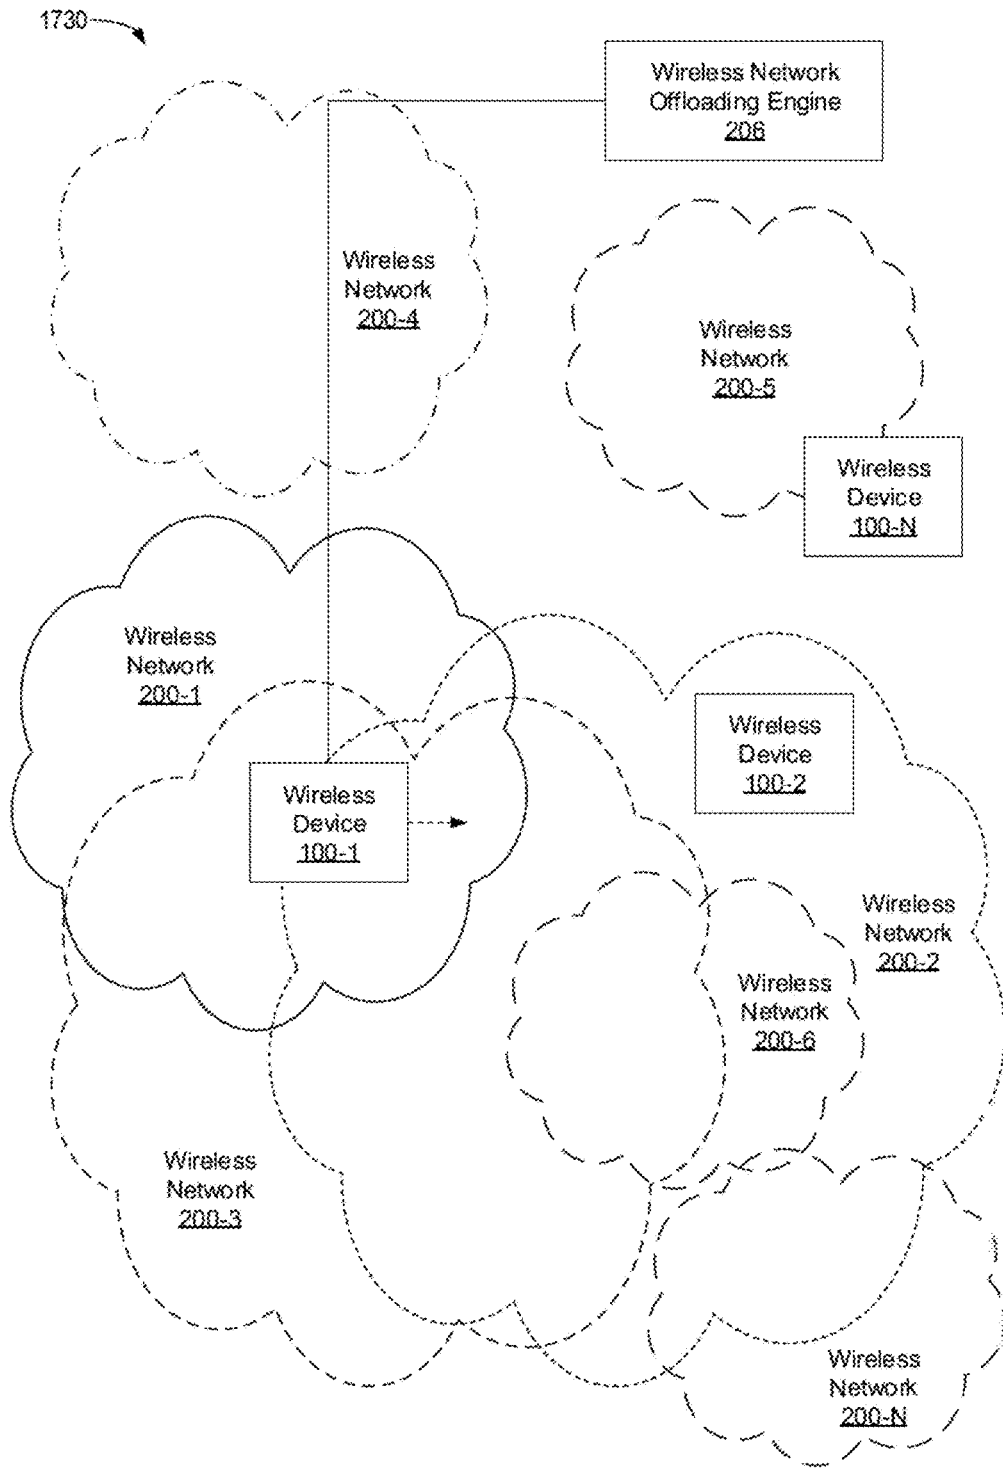 1730
Wireless Network
Offloading Engine
206
Wireless
Network
200-4
Wireless
Network
200-5
Wireless
Device
100-N
Wireless
Network
200-1
Wireless
Device
100-2
Wireless
Device
100-1
Wireless
Network
200-2
Wireless
Network
200-6
Wireless
Network
200-3
Wireless
Network
200-N